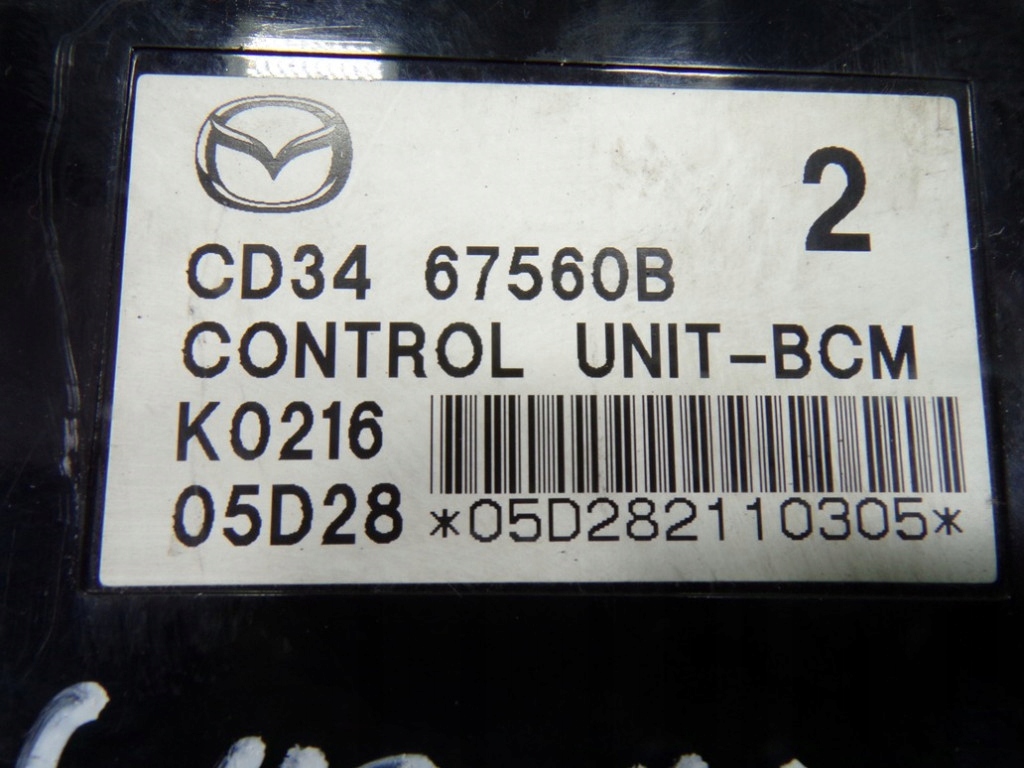 2
CD34 67560B
CONTROL UNIT-BCM
K0216
05D28 *05D282110305*